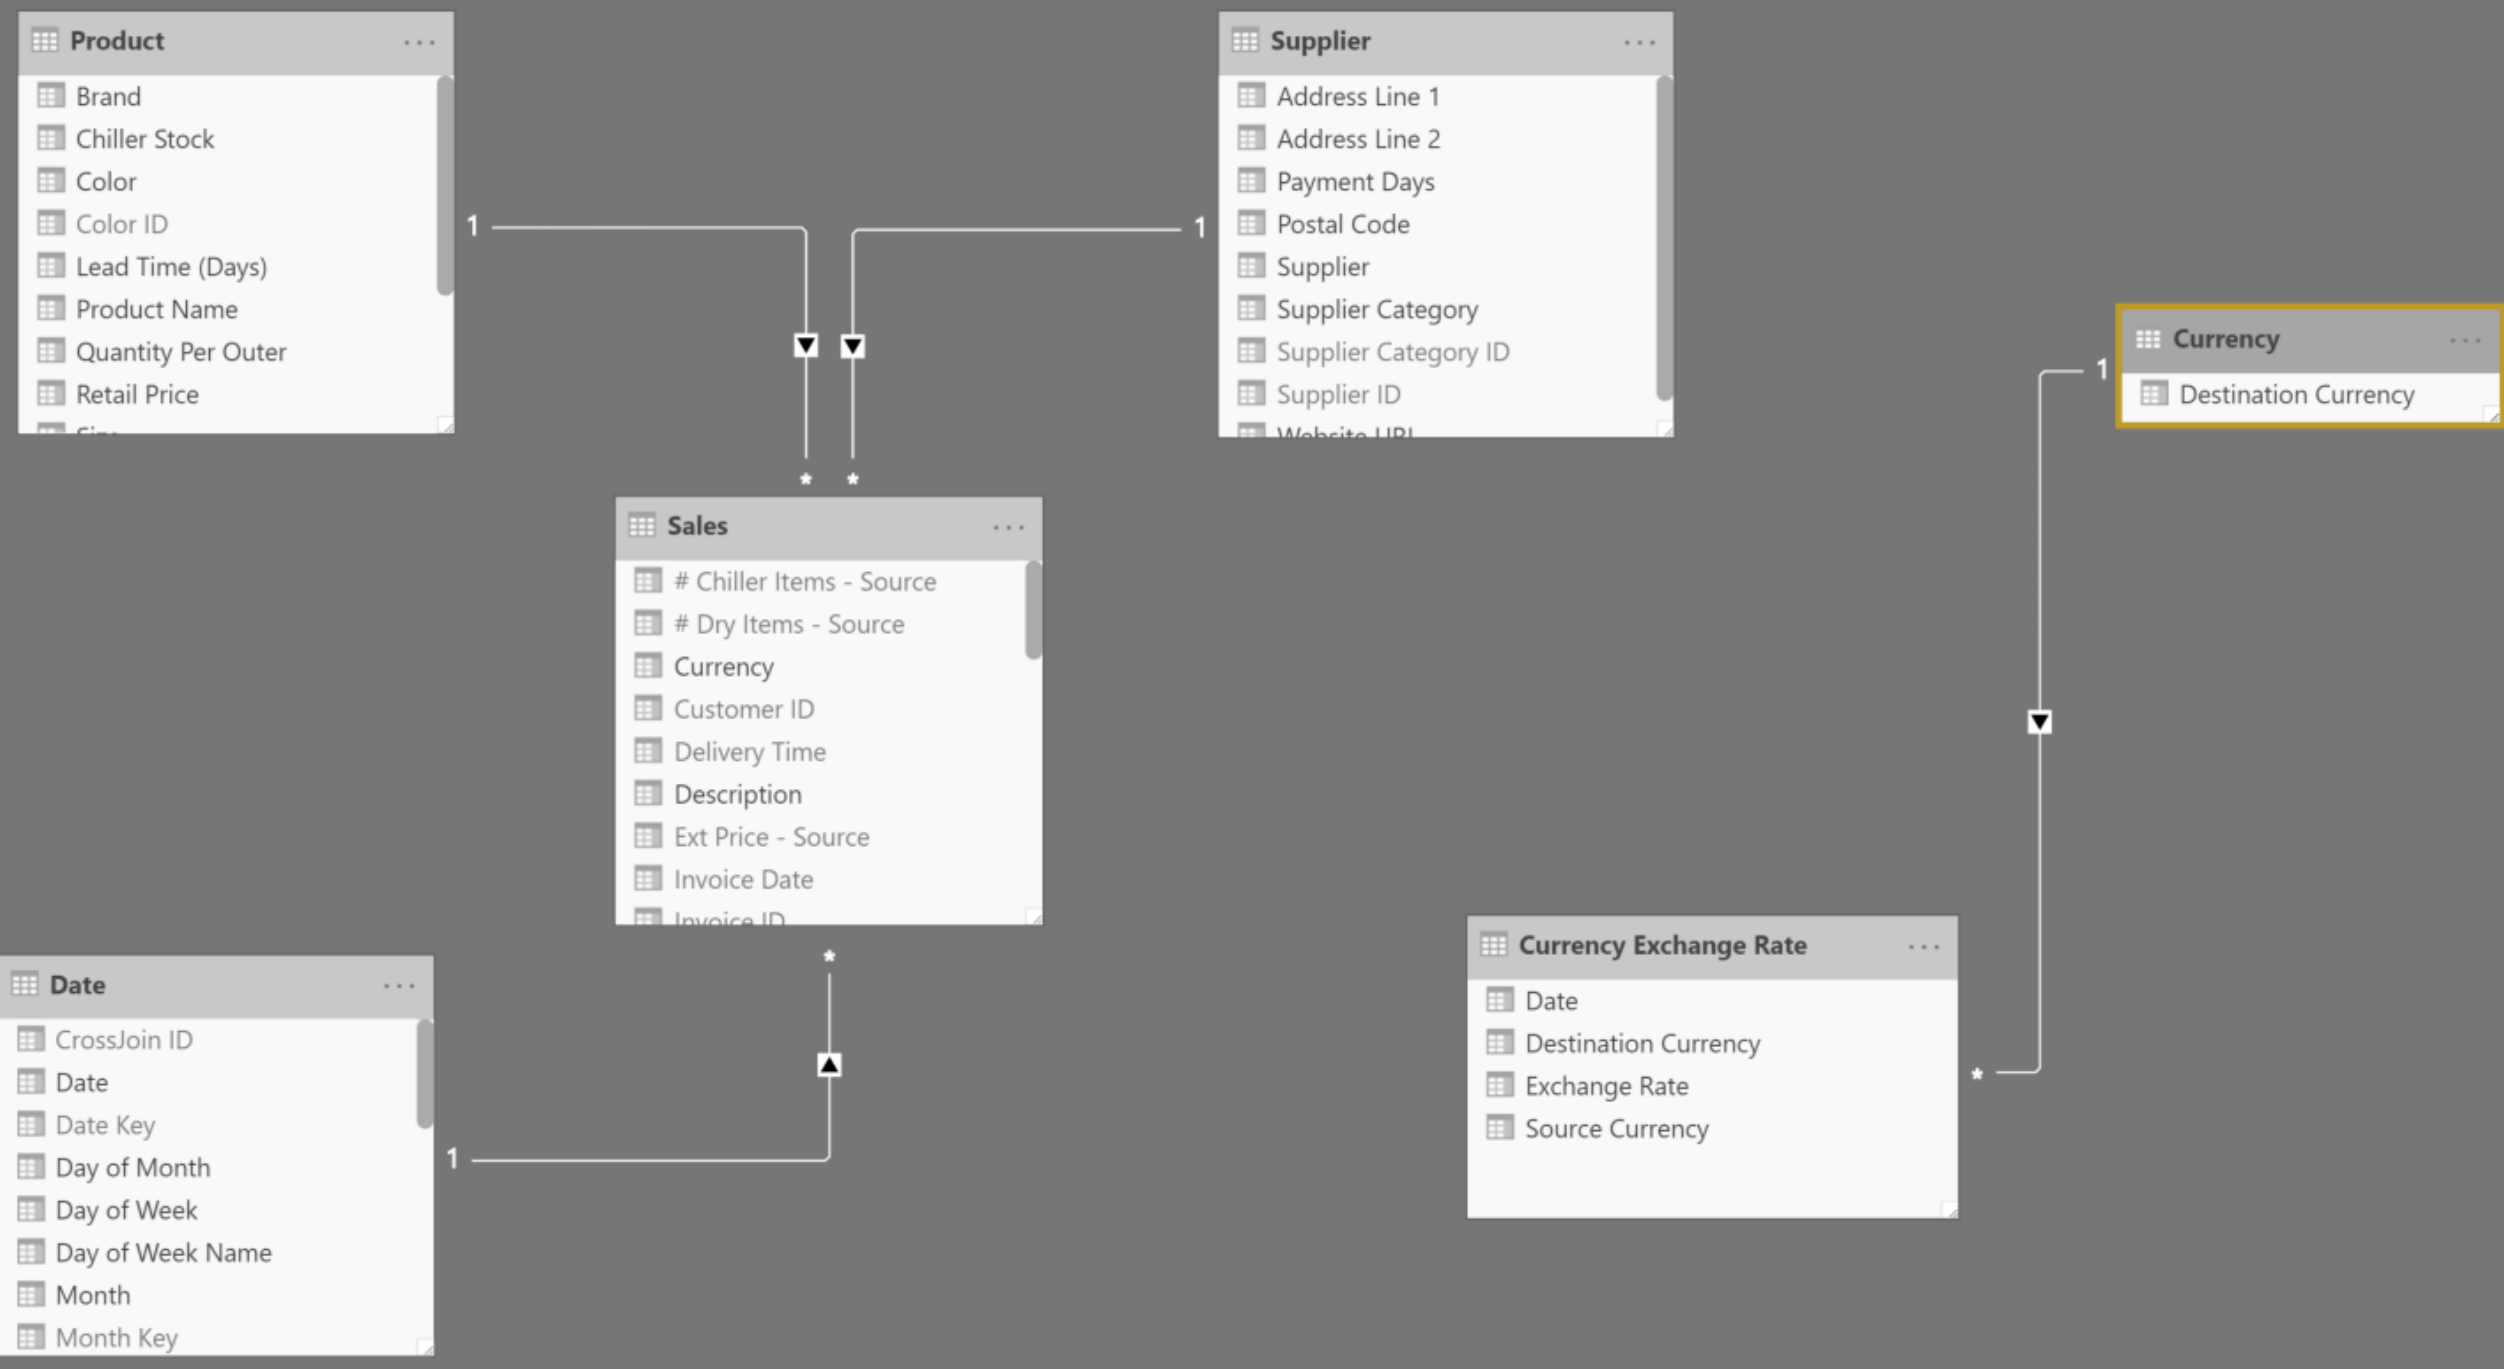 Product
Brand
Chiller Stock
Color
Color ID
Lead Time (Days)
Product Name
Quantity Per Outer
Retail Price
1
Supplier
Address Line 1
Address Line 2
Payment Days
Postal Code
Supplier
Supplier Category
Supplier Category ID
Supplier ID
Website URL
1
* *
Sales
# Chiller Items - Source
# Dry Items - Source
Currency
Customer ID
Delivery Time
Description
Ext Price - Source
Invoice Date
Invoice ID
*
Currency
Destination Currency
1
Date
CrossJoin ID
Date
Date Key
Day of Month
Day of Week
Day of Week Name
Month
Month Key
1
Currency Exchange Rate
Date
Destination Currency
Exchange Rate
Source Currency
*